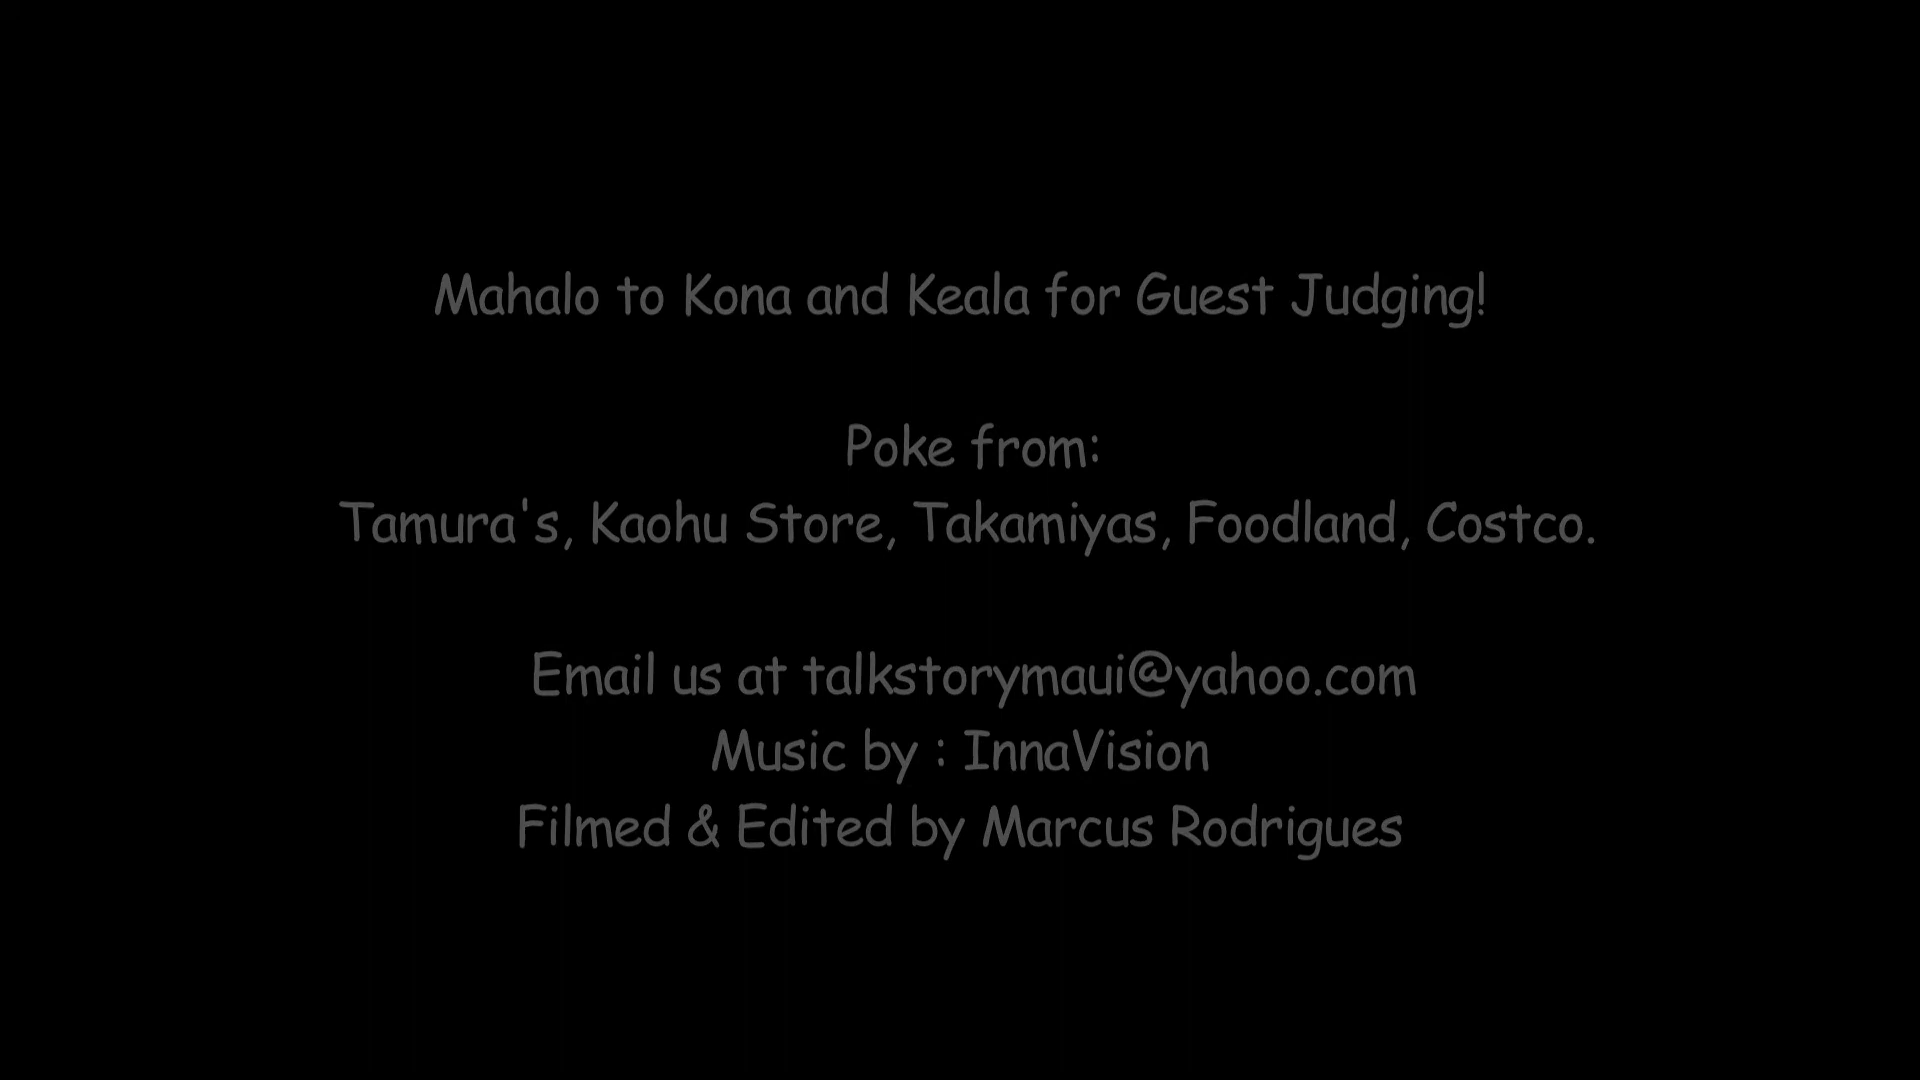 Mahalo to Kona and Keala for Guest Judging!
Poke from:
Tamura's, Kaohu Store, Takamiyas, Foodland, Costco.
Email us at talkstorymaui@yahoo.com
Music by : InnaVision
Filmed & Edited by Marcus Rodrigues